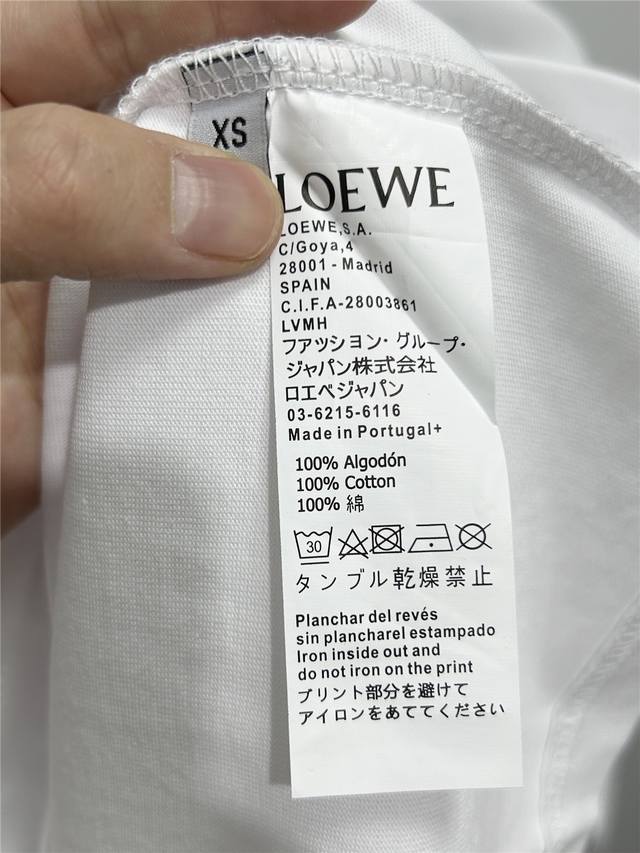 XS
LOEWE
LOEWE,S.A.
C/Goya,4
28001 - Madrid
SPAIN
C.I.F.A-28003861
LVMH
フアツション・グループ・
ジャパン株式会社
ロエベジャパン
03-6215-6116
Made in Portugal+
100% Algodón
100% Cotton
100% 綿
30
タンブル乾燥禁止
Planchar del revés
sin plancharel estampado
Iron inside out and
do not iron on the print
プリント部分を避けて
アイロンをあててください